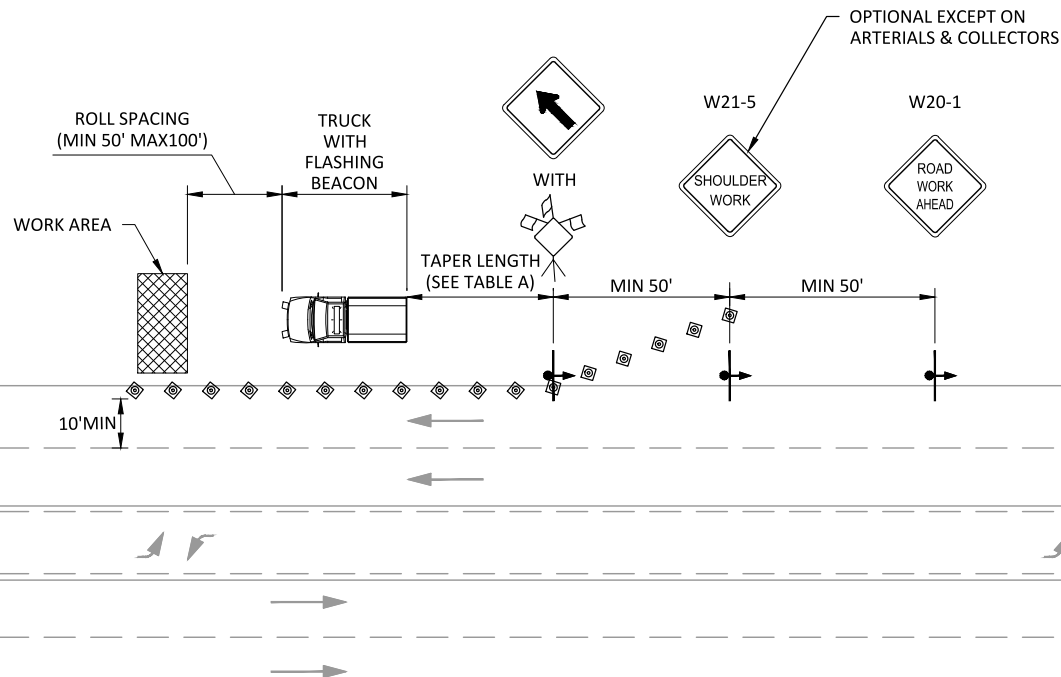 OPTIONAL EXCEPT ON
ARTERIALS & COLLECTORS
W21-5
W20-1
ROLL SPACING
(MIN 50' MAX100')
TRUCK
WITH
FLASHING
BEACON
WITH
SHOULDER
WORK
ROAD
WORK
AHEAD
WORK AREA
TAPER LENGTH
(SEE TABLE A)
MIN 50'
MIN 50'
10'MIN